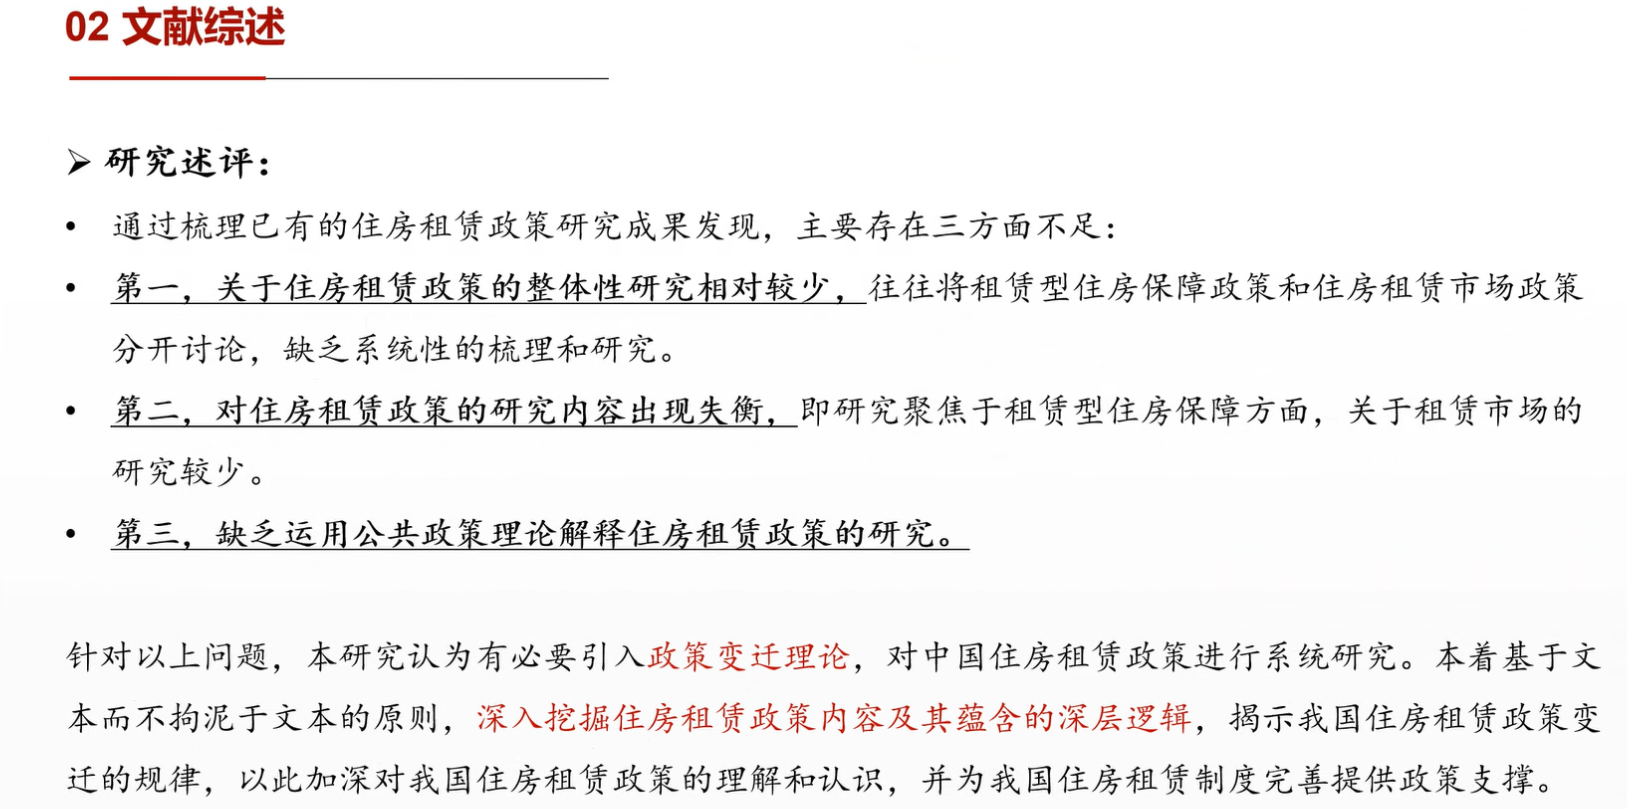 02 文献综述
➢ 研究述评：
• 通过梳理已有的住房租赁政策研究成果发现，主要存在三方面不足：
• 第一，关于住房租赁政策的整体性研究相对较少，往往将租赁型住房保障政策和住房租赁市场政策
分开讨论，缺乏系统性的梳理和研究。
• 第二，对住房租赁政策的研究内容出现失衡，即研究聚焦于租赁型住房保障方面，关于租赁市场的
研究较少。
• 第三，缺乏运用公共政策理论解释住房租赁政策的研究。
针对以上问题，本研究认为有必要引入政策变迁理论，对中国住房租赁政策进行系统研究。本着基于文
本而不拘泥于文本的原则，深入挖掘住房租赁政策内容及其蕴含的深层逻辑，揭示我国住房租赁政策变
迁的规律，以此加深对我国住房租赁政策的理解和认识，并为我国住房租赁制度完善提供政策支撑。